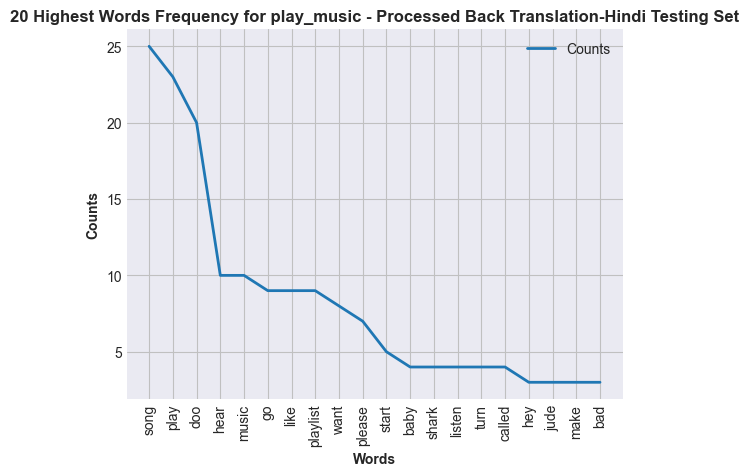 20 Highest Words Frequency for play_music - Processed Back Translation-Hindi Testing Set
Counts
25
20
15
10
5
Counts
song
play
doo
hear
music
go
like
playlist
want
please
start
baby
shark
listen
turn
called
hey
jude
make
bad
Words